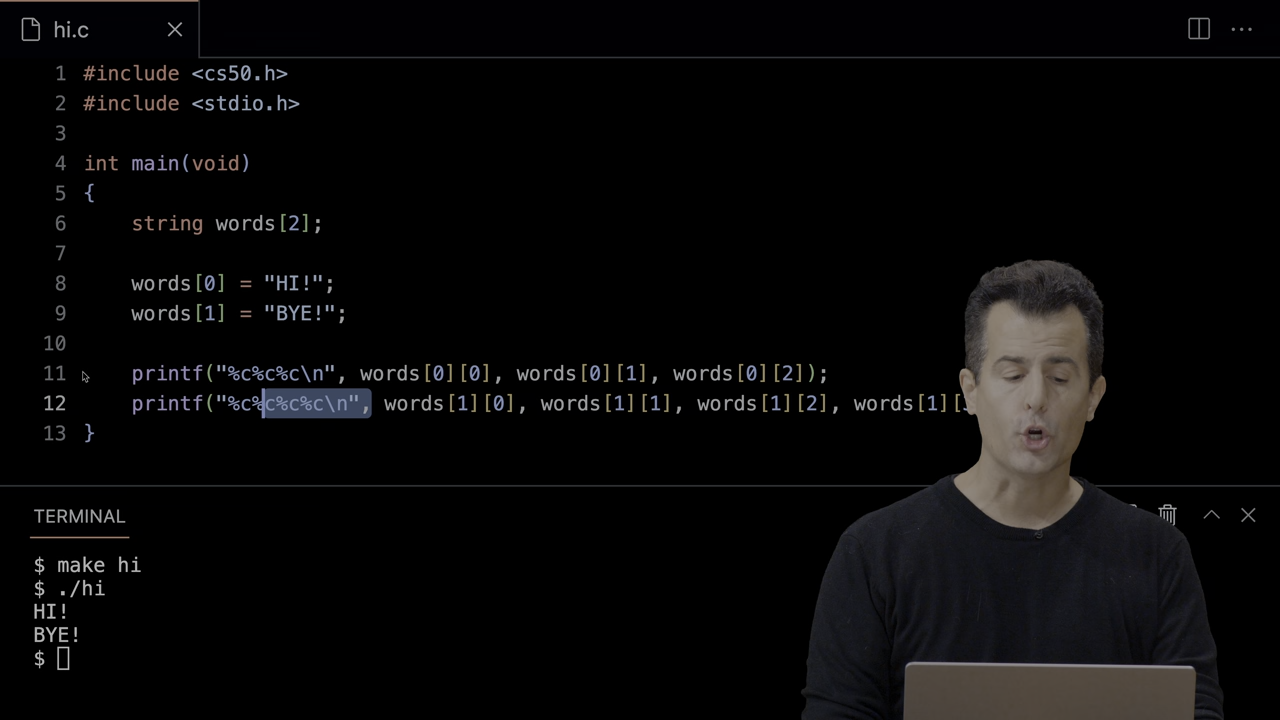 hi.c
1 #include <cs50.h>
2 #include <stdio.h>
3
4 int main(void)
5 {
6 string words[2];
7
8 words[0] = "HI!";
9 words[1] = "BYE!";
10
11 printf("%c%c%c\n", words[0][0], words[0][1], words[0][2]);
12 printf("%c%c%c%c\n", words[1][0], words[1][1], words[1][2], words[1][
13 }
TERMINAL
$ make hi
$ ./hi
HI!
BYE!
$